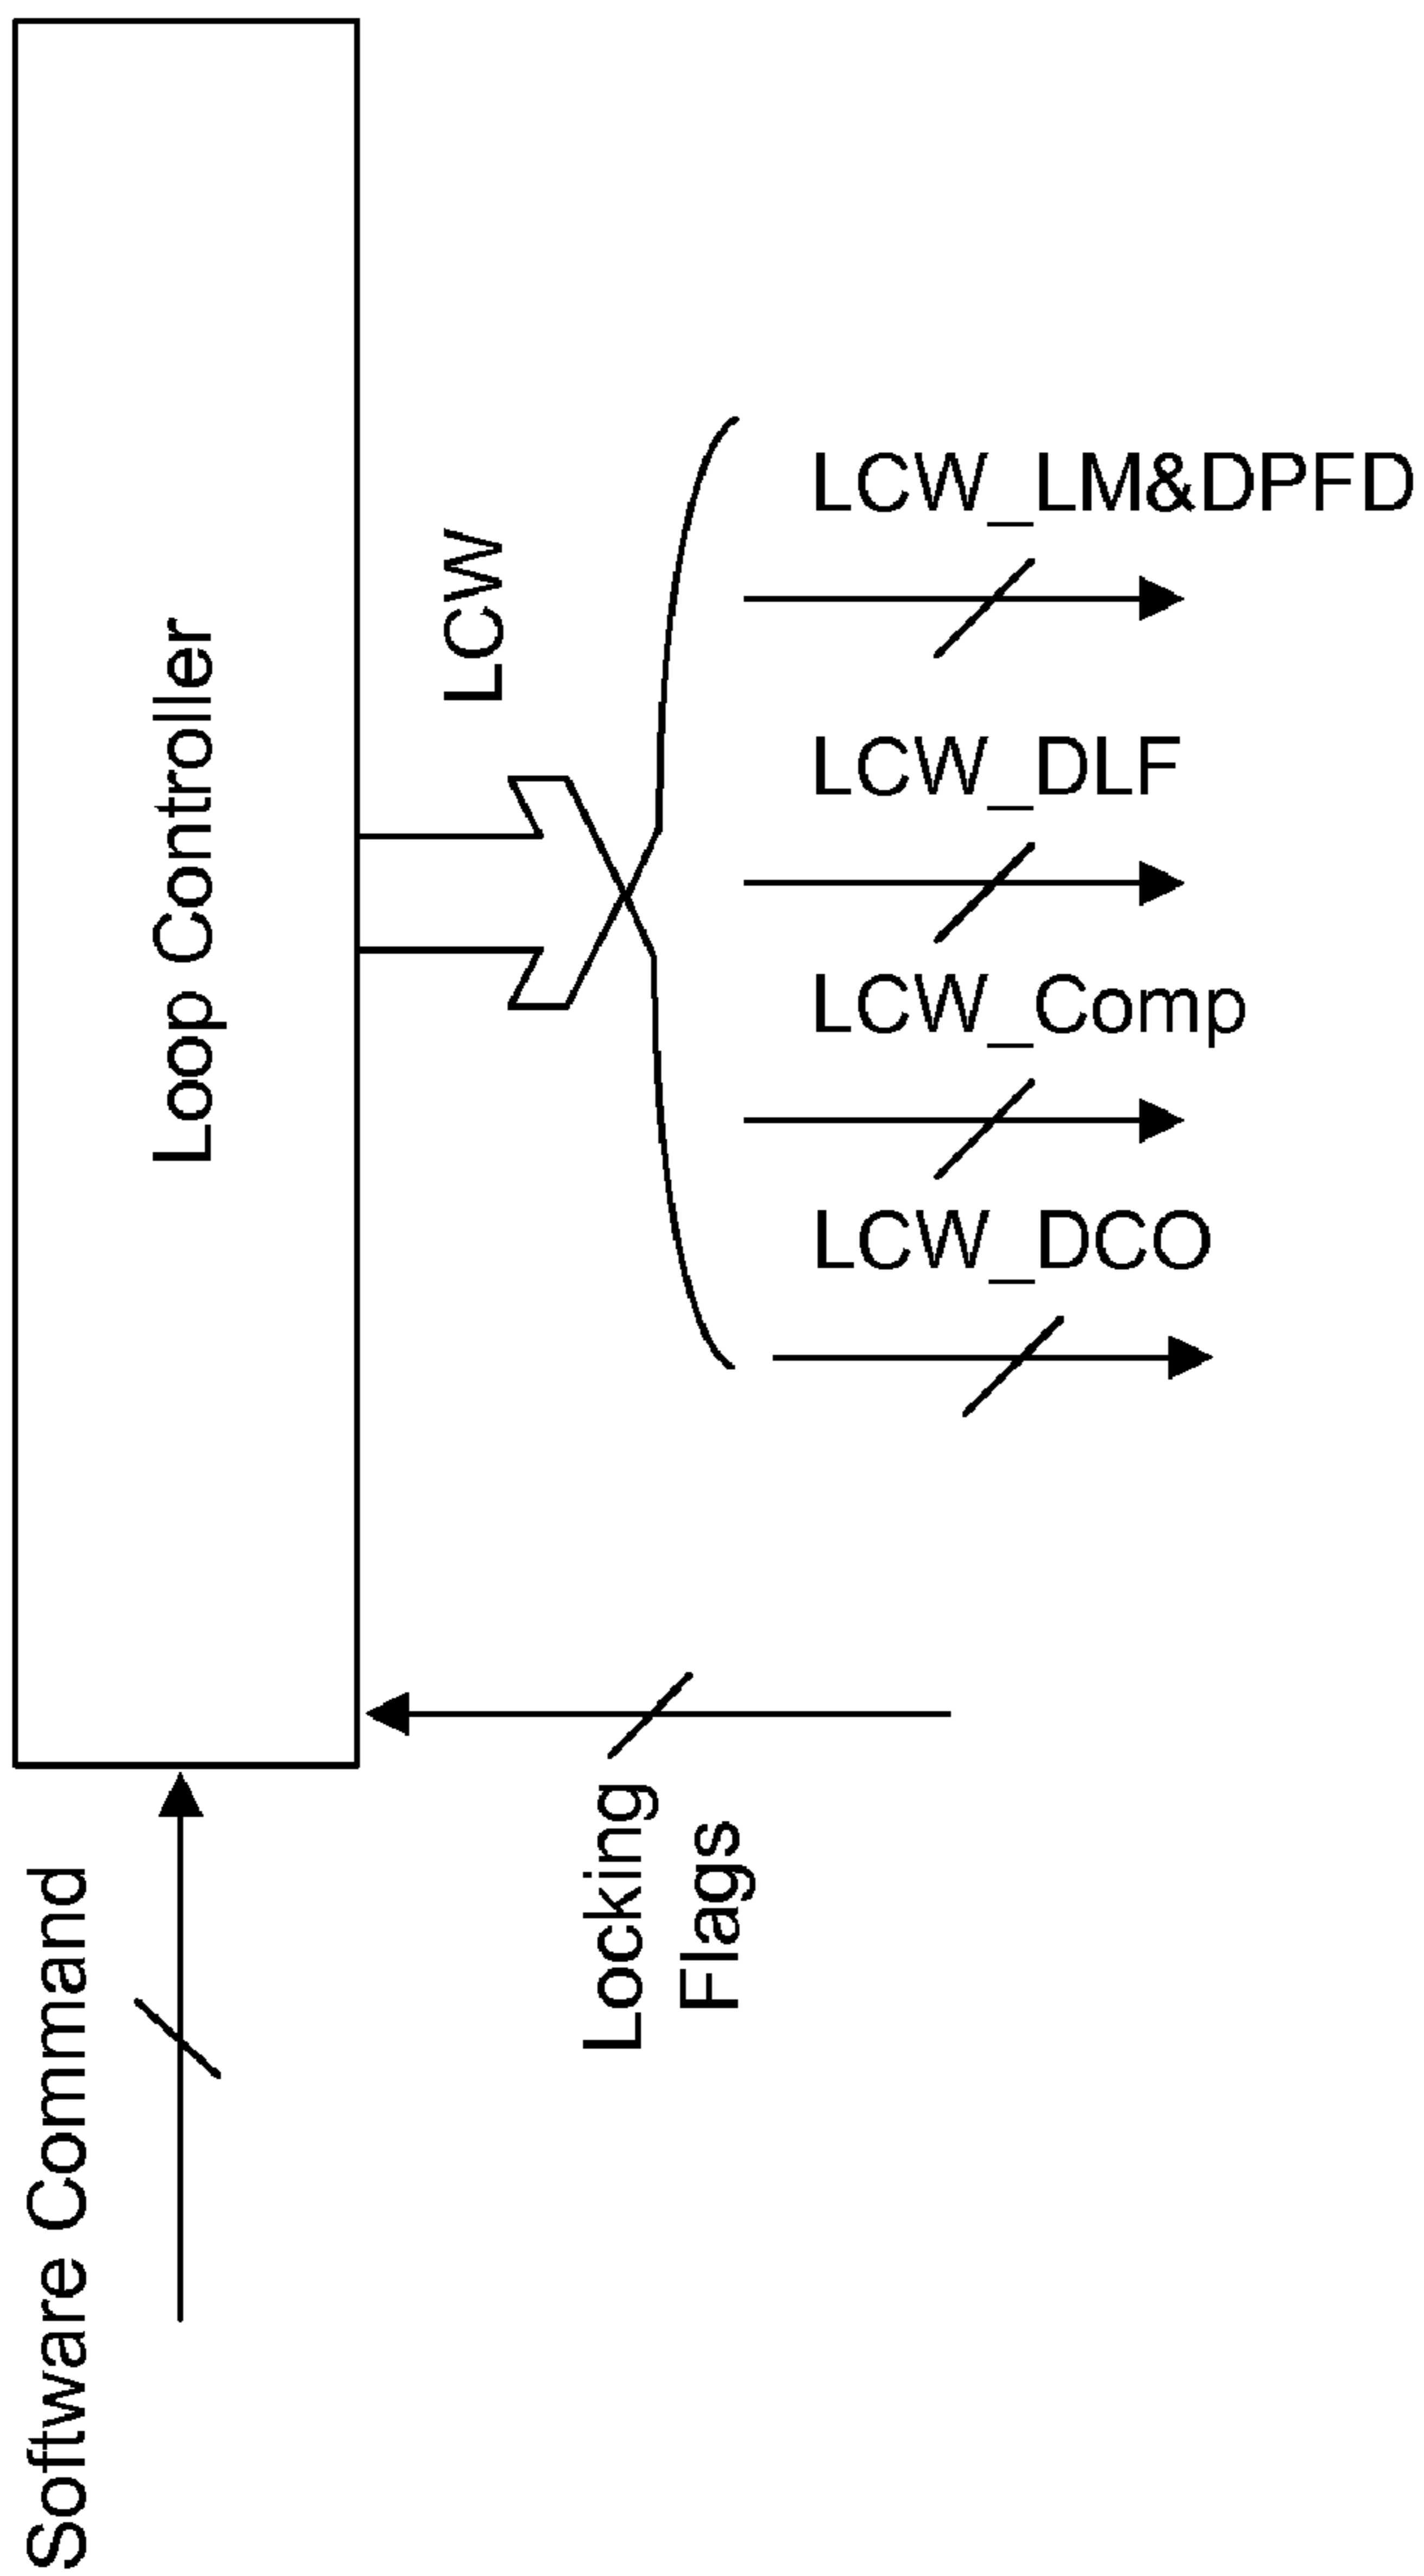 Loop Controller
LCW
LCW_LM&DPFD
LCW_DLF
LCW_Comp
LCW_DCO
Locking
Flags
Software Command